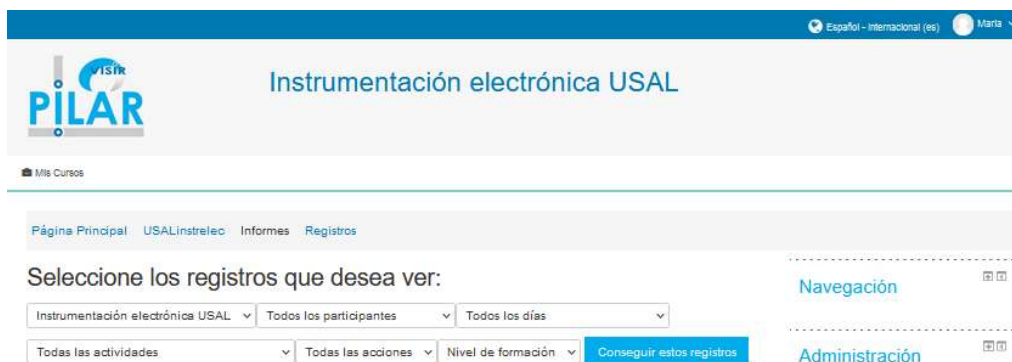 Español - Internacional (es) María
VISIR
PILAR
Instrumentación electrónica USAL
Mis Cursos
Página Principal USALinstrelec Informes Registros
Seleccione los registros que desea ver:
Instrumentación electrónica USAL Todos los participantes Todos los días
Todas las actividades Todas las acciones Nivel de formación Conseguir estos registros
Navegación
Administración